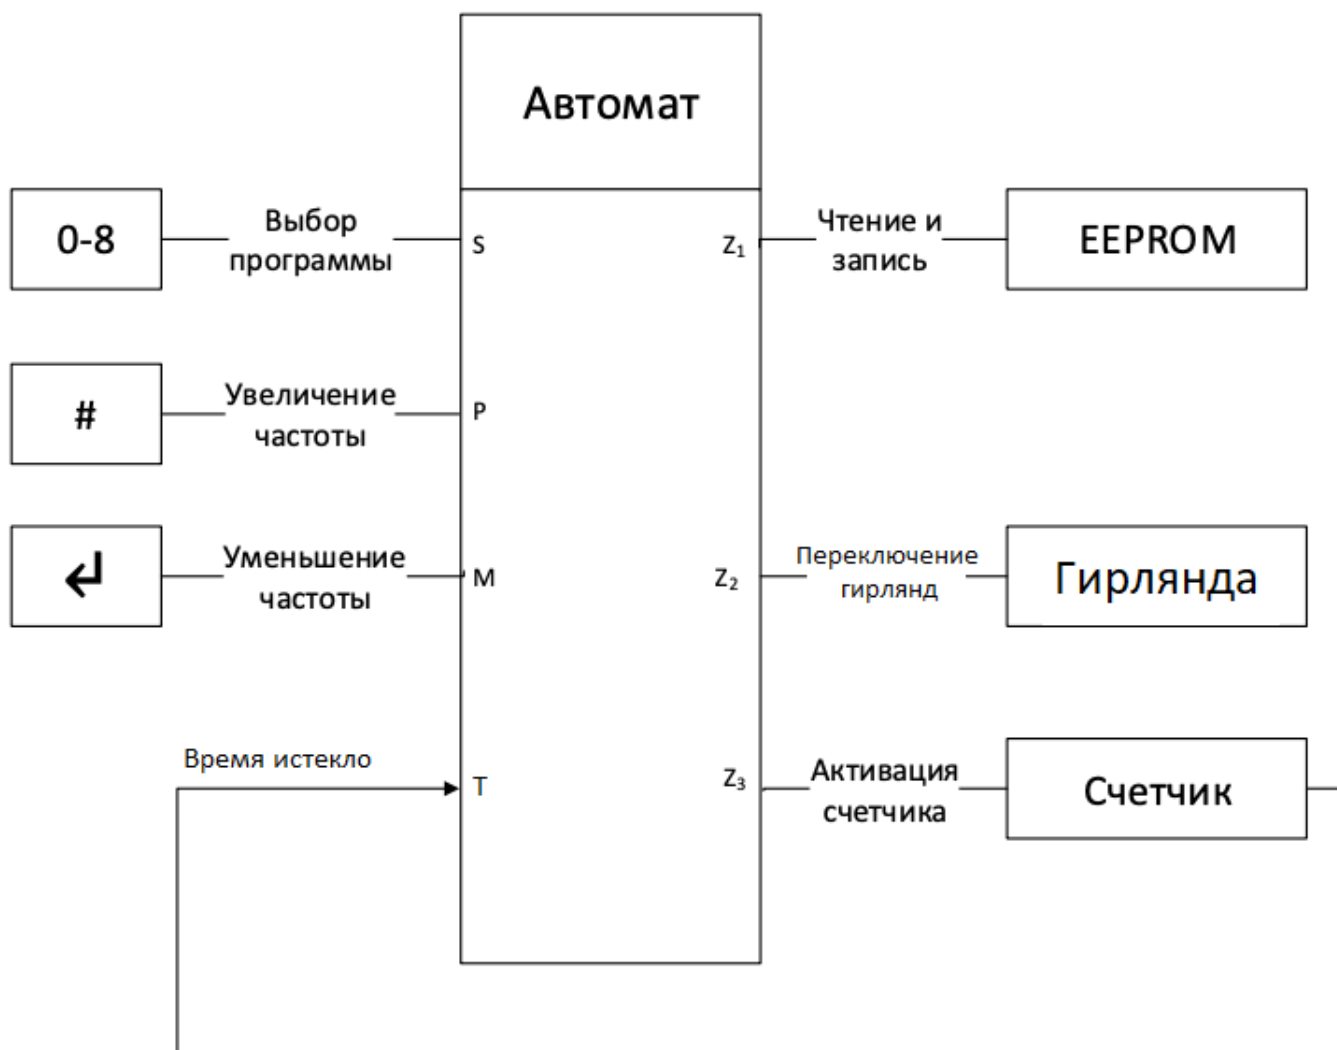 Автомат
0-8
Выбор
программы
S
Z₁
Чтение и
запись
EEPROM
#
Увеличение
частоты
P
↵
Уменьшение
частоты
M
Z₂
Переключение
гирлянд
Гирлянда
Время истекло
T
Z₃
Активация
счетчика
Счетчик